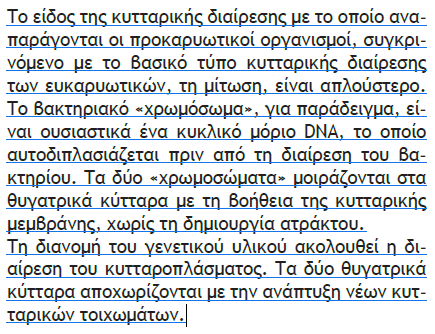 Το είδος της κυτταρικής διαίρεσης με το οποίο ανα-
παράγονται οι προκαρυωτικοί οργανισμοί, συγκρι-
νόμενο με το βασικό τύπο κυτταρικής διαίρεσης
των ευκαρυωτικών, τη μίτωση, είναι απλούστερο.
Το βακτηριακό «χρωμόσωμα», για παράδειγμα, εί-
ναι ουσιαστικά ένα κυκλικό μόριο DNA, το οποίο
αυτοδιπλασιάζεται πριν από τη διαίρεση του βα-
κτηρίου. Τα δύο «χρωμοσώματα» μοιράζονται στα
θυγατρικά κύτταρα με τη βοήθεια της κυτταρικής
μεμβράνης, χωρίς τη δημιουργία ατράκτου.
Τη διανομή του γενετικού υλικού ακολουθεί η δι-
αίρεση του κυτταροπλάσματος. Τα δύο θυγατρικά
κύτταρα αποχωρίζονται με την ανάπτυξη νέων κυτ-
ταρικών τοιχωμάτων.